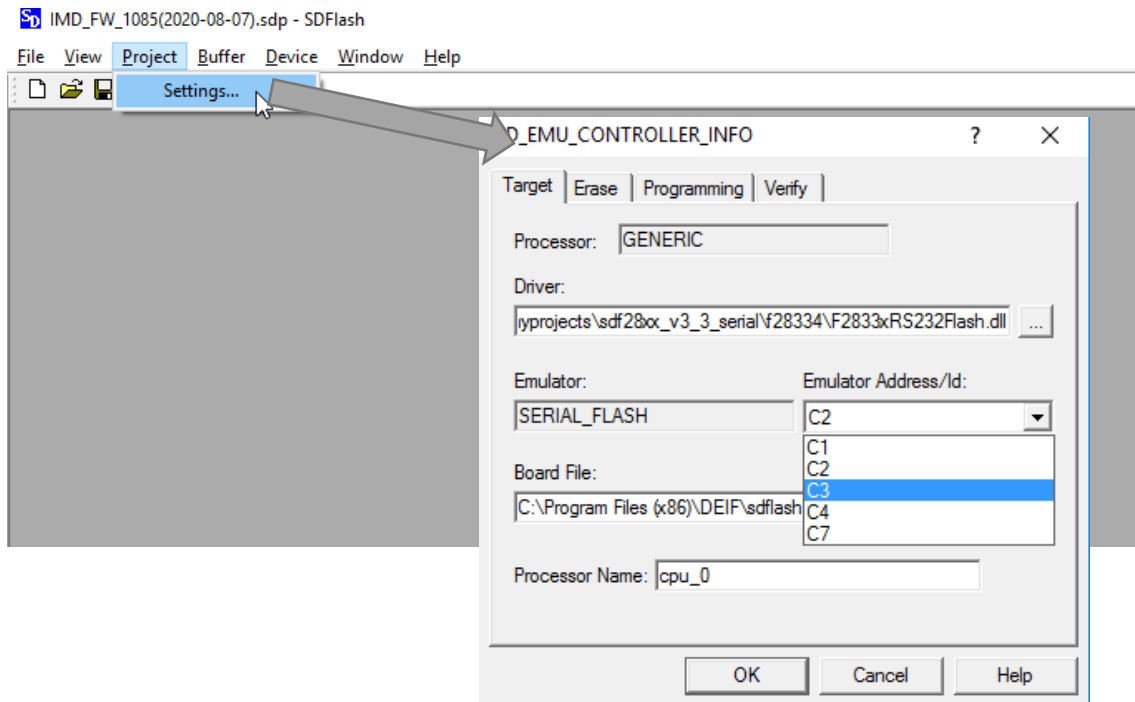 SD IMD_FW_1085(2020-08-07).sdp - SDFlash
File View Project Buffer Device Window Help
Settings...
D_EMU_CONTROLLER_INFO ? ×
Target Erase Programming Verify
Processor: GENERIC
Driver:
yprojects\sdf28xx_v3_3_serial\f28334\F2833xRS232Flash.dll ...
Emulator: Emulator Address/Id:
SERIAL_FLASH C2
C1
C2
Board File:
C3
C:\Program Files (x86)\DEIF\sdflash
C4
C7
Processor Name: cpu_0
OK Cancel Help